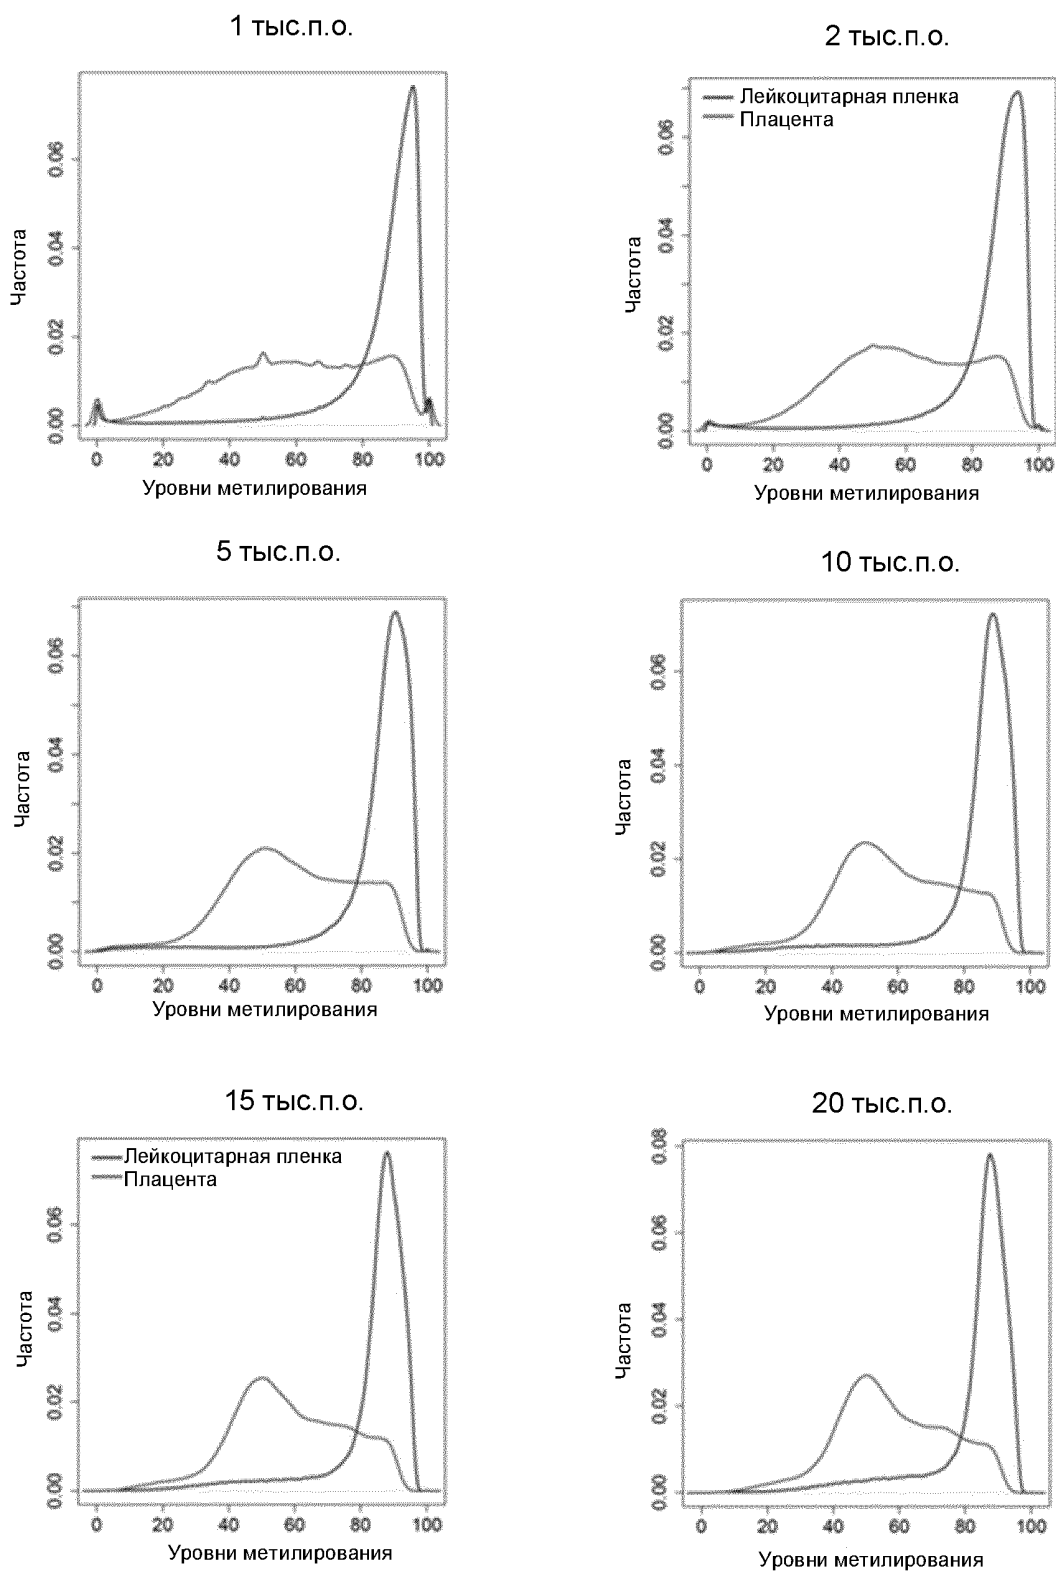 1 тыс.п.о.
Частота
0.00 0.02 0.04 0.06
0 20 40 60 80 100
Уровни метилирования
2 тыс.п.о.
Лейкоцитарная пленка
Плацента
Частота
0.00 0.02 0.04 0.06
0 20 40 60 80 100
Уровни метилирования
5 тыс.п.о.
Частота
0.00 0.02 0.04 0.06
0 20 40 60 80 100
Уровни метилирования
10 тыс.п.о.
Частота
0.00 0.02 0.04 0.06
0 20 40 60 80 100
Уровни метилирования
15 тыс.п.о.
Лейкоцитарная пленка
Плацента
Частота
0.00 0.02 0.04 0.06
0 20 40 60 80 100
Уровни метилирования
20 тыс.п.о.
Частота
0.00 0.02 0.04 0.06 0.08
0 20 40 60 80 100
Уровни метилирования